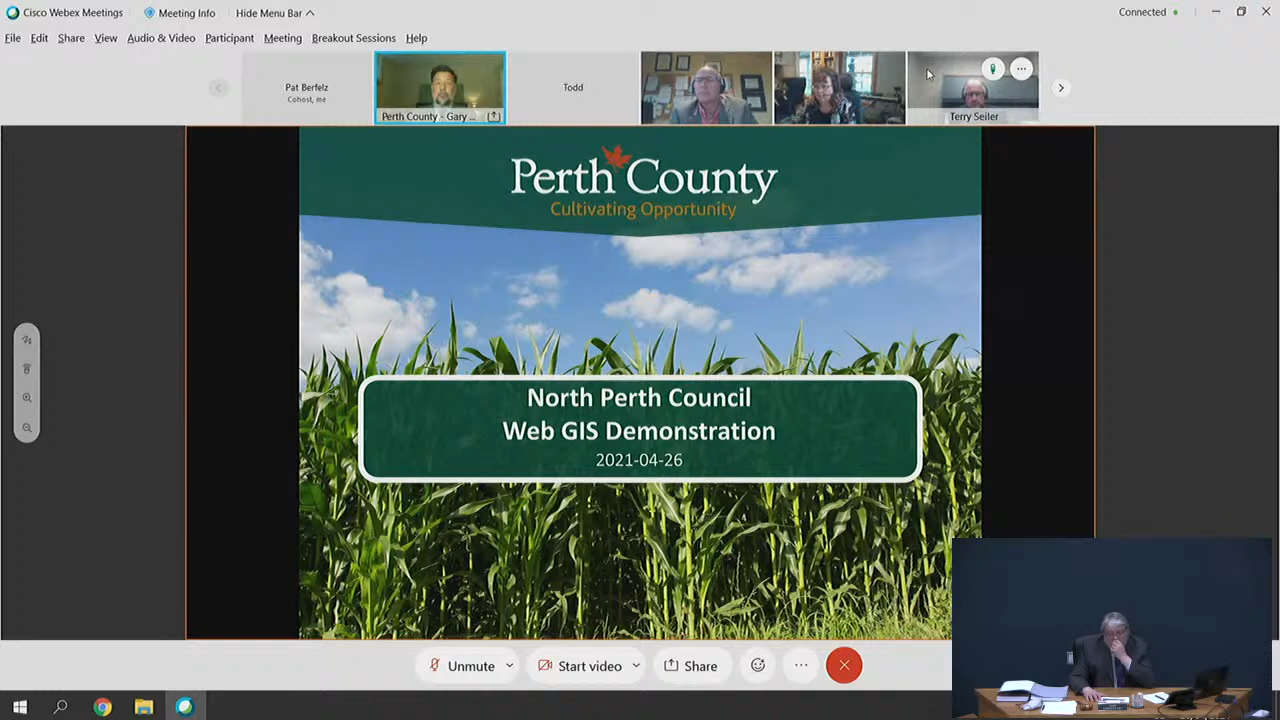 Cisco Webex Meetings Meeting Info Hide Menu Bar Connected
File Edit Share View Audio & Video Participant Meeting Breakout Sessions Help
Pat Berfelz
Cohost, me
Perth County - Gary ...
Todd
Terry Seiler
Perth County
Cultivating Opportunity
North Perth Council
Web GIS Demonstration
2021-04-26
Unmute Start video Share